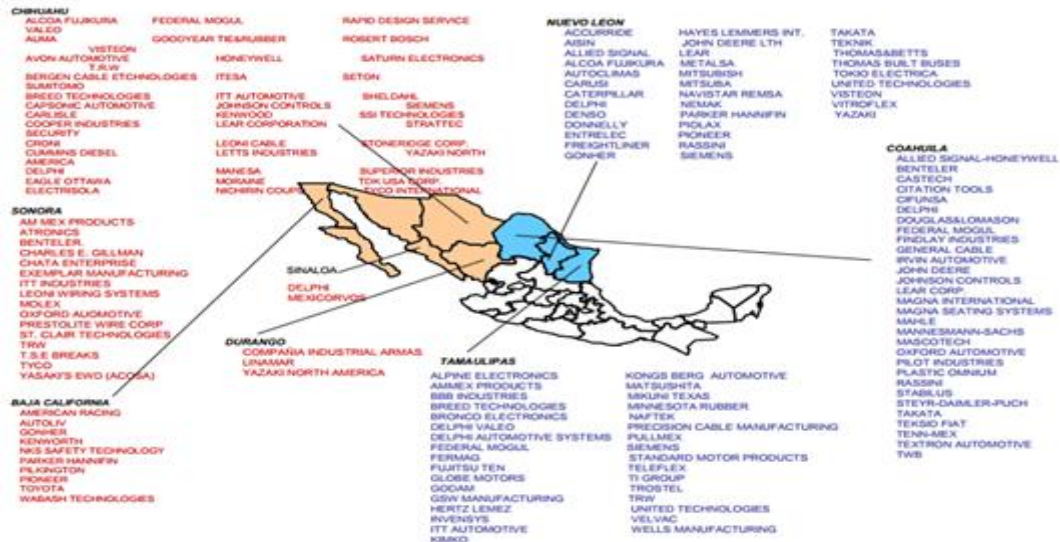 CHIHUAHU
ALCOA FUJIKURA FEDERAL MOGUL RAPID DESIGN SERVICE
VALEO
AUMA GOODYEAR TIE&RUBBER ROBERT BOSCH
VISTEON
AVON AUTOMOTIVE HONEYWELL SATURN ELECTRONICS
T.R.W
BERGEN CABLE ETCHNOLOGIES ITESA SETON
SUMITOMO
BREED TECHNOLOGIES ITT AUTOMOTIVE SHELDAHL
CAPSONIC AUTOMOTIVE JOHNSON CONTROLS SIEMENS
CARLISLE KENWOOD SSI TECHNOLOGIES
COOPER INDUSTRIES LEAR CORPORATION STRATTEC
SECURITY
CRONI LEONI CABLE STONERIDGE CORP.
CUMMINS DIESEL LETTS INDUSTRIES YAZAKI NORTH
AMERICA
DELPHI MANESA SUPERIOR INDUSTRIES
EAGLE OTTAWA MORAINE TDK USA CORP.
ELECTRISOLA NICHIRIN COUP TYCO INTERNATIONAL
NUEVO LEON
ACCURRIDE HAYES LEMMERS INT. TAKATA
AISIN JOHN DEERE LTH TEKNIK
ALLIED SIGNAL LEAR THOMAS&BETTS
ALCOA FUJIKURA METALSA THOMAS BUILT BUSES
AUTOCLIMAS MITSUBISH TOKIO ELECTRICA
CARUSI MITSUBA UNITED TECHNOLOGIES
CATERPILLAR NAVISTAR REMSA VISTEON
DELPHI NEMAK VITROFLEX
DENSO PARKER HANNIFIN YAZAKI
DONNELLY PIOLAX
ENTRELEC PIONEER
FREIGHTLINER RASSINI
GONHER SIEMENS
COAHUILA
ALLIED SIGNAL-HONEYWELL
BENTELER
CASTECH
CITATION TOOLS
CIFUNSA
DELPHI
DOUGLAS&LOMASON
FEDERAL MOGUL
FINDLAY INDUSTRIES
GENERAL CABLE
IRVIN AUTOMOTIVE
JOHN DEERE
JOHNSON CONTROLS
LEAR CORP.
MAGNA INTERNATIONAL
MAGNA SEATING SYSTEMS
MAHLE
MANNESMANN-SACHS
MASCOTECH
OXFORD AUTOMOTIVE
PILOT INDUSTRIES
PLASTIC OMNIUM
RASSINI
STABILUS
STEYR-DAIMLER-PUCH
TAKATA
TEKSID FIAT
TENN-MEX
TEXTRON AUTOMOTIVE
TWB
SONORA
AM MEX PRODUCTS
ATRONICS
BENTELER.
CHARLES E. GILLMAN
CHATA ENTERPRISE
EXEMPLAR MANUFACTURING
ITT INDUSTRIES
LEONI WIRING SYSTEMS
MOLEX
OXFORD AUOMOTIVE
PRESTOLITE WIRE CORP
ST. CLAIR TECHNOLOGIES
TRW
T.S.E BREAKS
TYCO
YASAKI'S EWD (ACOSA)
SINALOA
DELPHI
MEXICORVOS
DURANGO
COMPAÑIA INDUSTRIAL ARMAS
LINAMAR
YAZAKI NORTH AMERICA
BAJA CALIFORNIA
AMERICAN RACING
AUTOLIV
GONHER
KENWORTH
NKS SAFETY TECHNOLOGY
PARKER HANNIFIN
PILKINGTON
PIONEER
TOYOTA
WABASH TECHNOLOGIES
TAMAULIPAS
ALPINE ELECTRONICS KONGS BERG AUTOMOTIVE
AMMEX PRODUCTS MATSUSHITA
BBB INDUSTRIES MIKUNI TEXAS
BREED TECHNOLOGIES MINNESOTA RUBBER
BRONCO ELECTRONICS NAFTEK
DELPHI VALEO PRECISION CABLE MANUFACTURING
DELPHI AUTOMOTIVE SYSTEMS PULLMEX
FEDERAL MOGUL SIEMENS
FERMAG STANDARD MOTOR PRODUCTS
FUJITSU TEN TELEFLEX
GLOBE MOTORS TI GROUP
GODAM TROSTEL
GSW MANUFACTURING TRW
HERTZ LEMEZ UNITED TECHNOLOGIES
INVENSYS VELVAC
ITT AUTOMOTIVE WELLS MANUFACTURING
KIMKO